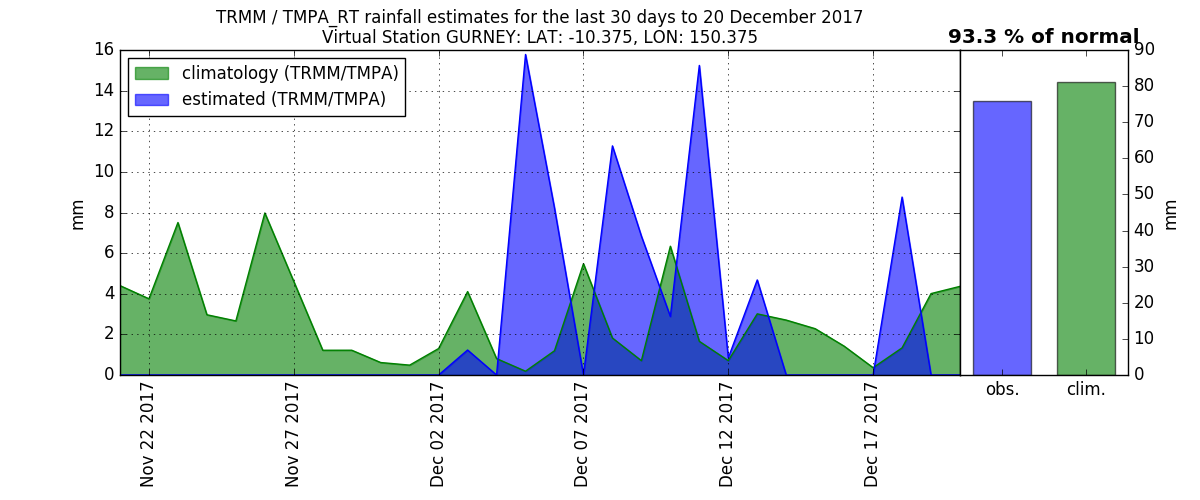 TRMM / TMPA_RT rainfall estimates for the last 30 days to 20 December 2017
Virtual Station GURNEY: LAT: -10.375, LON: 150.375
93.3 % of normal
climatology (TRMM/TMPA)
estimated (TRMM/TMPA)
16
14
12
10
8
6
4
2
0
mm
90
80
70
60
50
40
30
20
10
0
mm
Nov 22 2017
Nov 27 2017
Dec 02 2017
Dec 07 2017
Dec 12 2017
Dec 17 2017
obs.
clim.